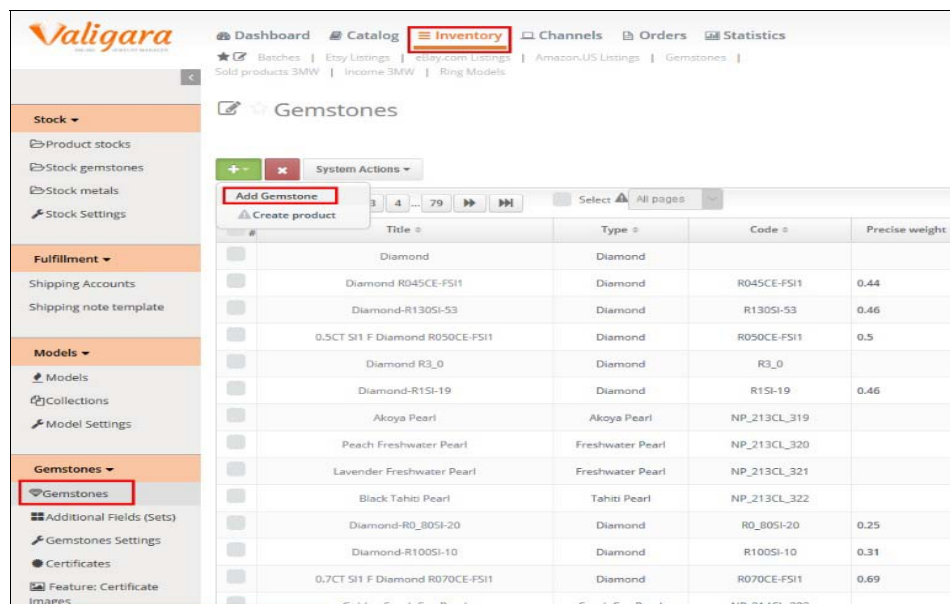 Valigara
ONLINE JEWELRY MANAGER
Dashboard Catalog Inventory Channels Orders Statistics
Batches | Etsy Listings | eBay.com Listings | Amazon.US Listings | Gemstones |
Sold products 3MW | Income 3MW | Ring Models
<
Gemstones
Stock
Product stocks
Stock gemstones
Stock metals
Stock Settings
Fulfillment
Shipping Accounts
Shipping note template
Models
Models
Collections
Model Settings
Gemstones
Gemstones
Additional Fields (Sets)
Gemstones Settings
Certificates
Feature: Certificate
Images
+ x System Actions
Add Gemstone
Create product
3 4 ... 79 Select All pages
# Title Type Code Precise weight
Diamond Diamond
Diamond R045CE-FSI1 Diamond R045CE-FSI1 0.44
Diamond-R130SI-53 Diamond R130SI-53 0.46
0.5CT SI1 F Diamond R050CE-FSI1 Diamond R050CE-FSI1 0.5
Diamond R3_0 Diamond R3_0
Diamond-R1SI-19 Diamond R1SI-19 0.46
Akoya Pearl Akoya Pearl NP_213CL_319
Peach Freshwater Pearl Freshwater Pearl NP_213CL_320
Lavender Freshwater Pearl Freshwater Pearl NP_213CL_321
Black Tahiti Pearl Tahiti Pearl NP_213CL_322
Diamond-R0_80SI-20 Diamond R0_80SI-20 0.25
Diamond-R100SI-10 Diamond R100SI-10 0.31
0.7CT SI1 F Diamond R070CE-FSI1 Diamond R070CE-FSI1 0.69